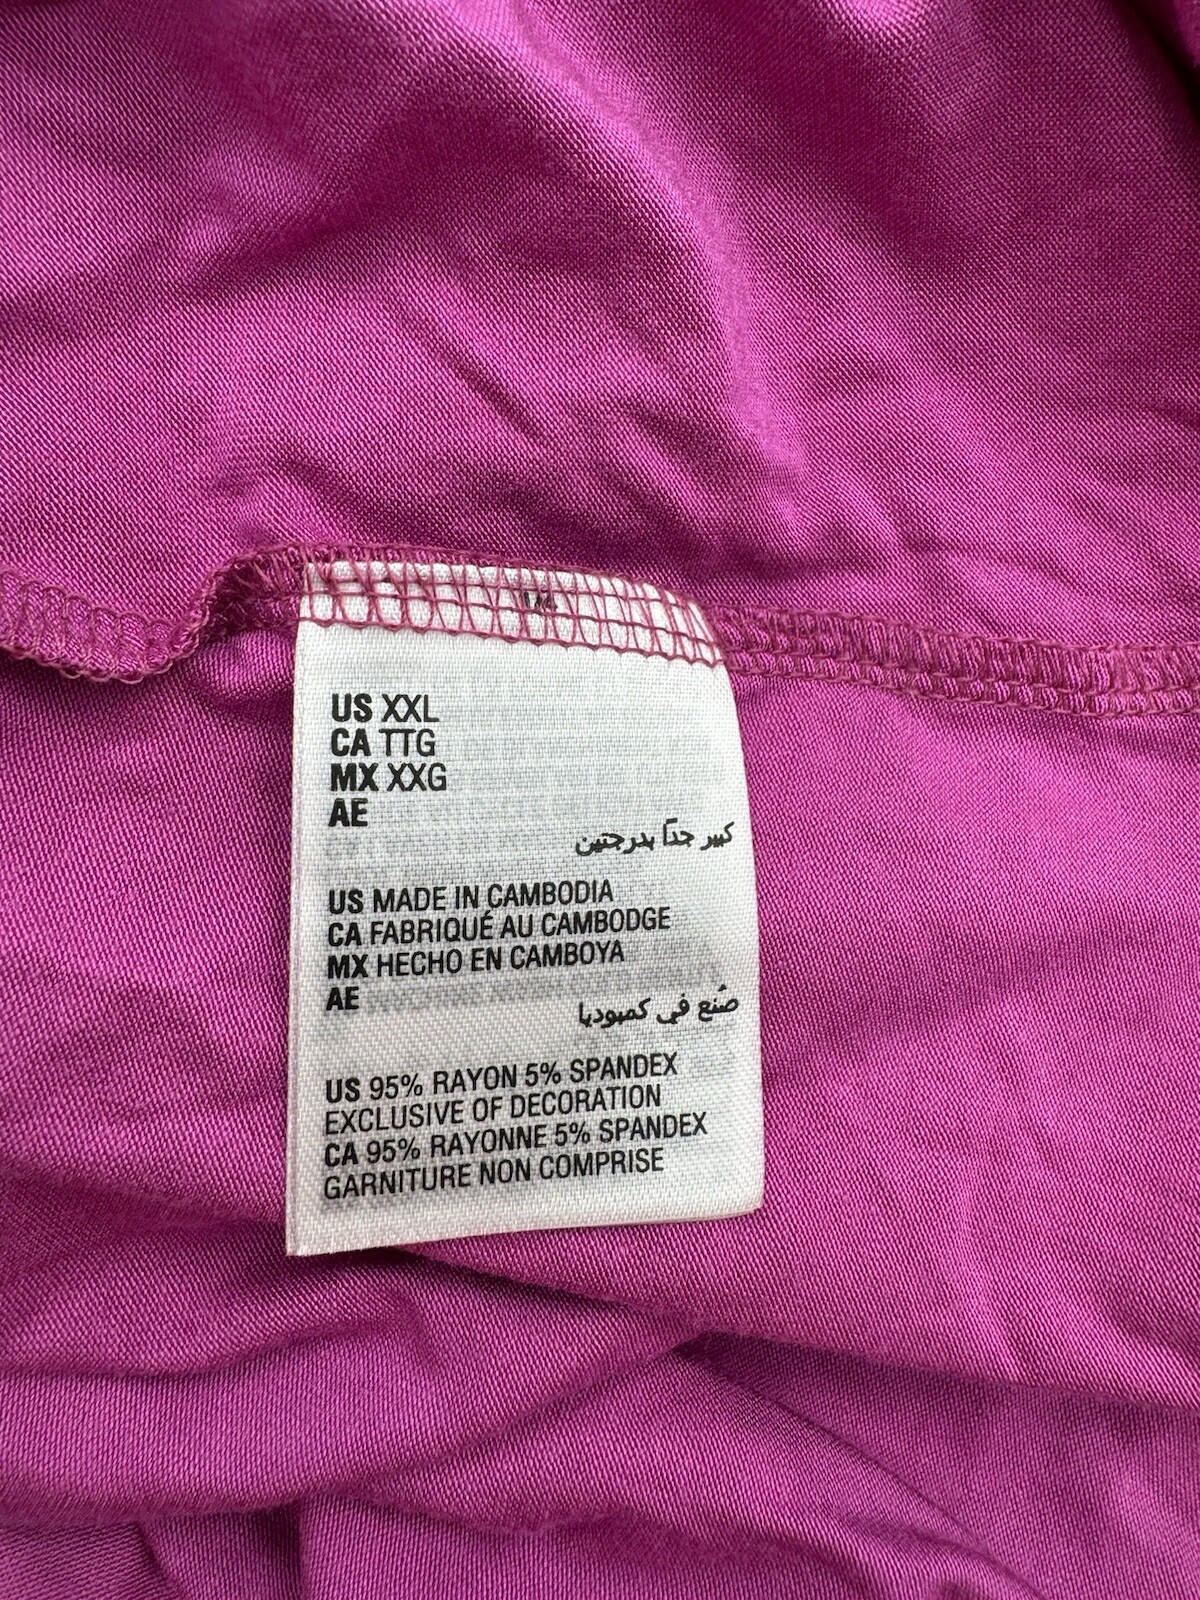 US XXL
CA TTG
MX XXG
AE
كبير جدًا بدرجتين
US MADE IN CAMBODIA
CA FABRIQUÉ AU CAMBODGE
MX HECHO EN CAMBOYA
AE
صُنع في كمبوديا
US 95% RAYON 5% SPANDEX
EXCLUSIVE OF DECORATION
CA 95% RAYONNE 5% SPANDEX
GARNITURE NON COMPRISE